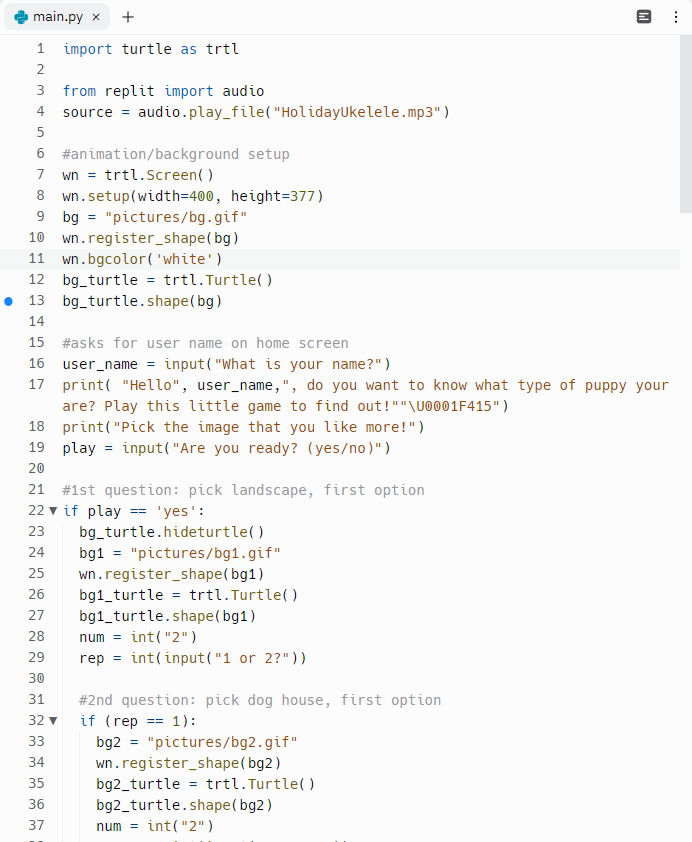 main.py × +
1 import turtle as trtl
2
3 from replit import audio
4 source = audio.play_file("HolidayUkelele.mp3")
5
6 #animation/background setup
7 wn = trtl.Screen()
8 wn.setup(width=400, height=377)
9 bg = "pictures/bg.gif"
10 wn.register_shape(bg)
11 wn.bgcolor('white')
12 bg_turtle = trtl.Turtle()
13 bg_turtle.shape(bg)
14
15 #asks for user name on home screen
16 user_name = input("What is your name?")
17 print( "Hello", user_name,", do you want to know what type of puppy your
are? Play this little game to find out!""\U0001F415")
18 print("Pick the image that you like more!")
19 play = input("Are you ready? (yes/no)")
20
21 #1st question: pick landscape, first option
22 if play == 'yes':
23   bg_turtle.hideturtle()
24   bg1 = "pictures/bg1.gif"
25   wn.register_shape(bg1)
26   bg1_turtle = trtl.Turtle()
27   bg1_turtle.shape(bg1)
28   num = int("2")
29   rep = int(input("1 or 2?"))
30
31   #2nd question: pick dog house, first option
32   if (rep == 1):
33     bg2 = "pictures/bg2.gif"
34     wn.register_shape(bg2)
35     bg2_turtle = trtl.Turtle()
36     bg2_turtle.shape(bg2)
37     num = int("2")